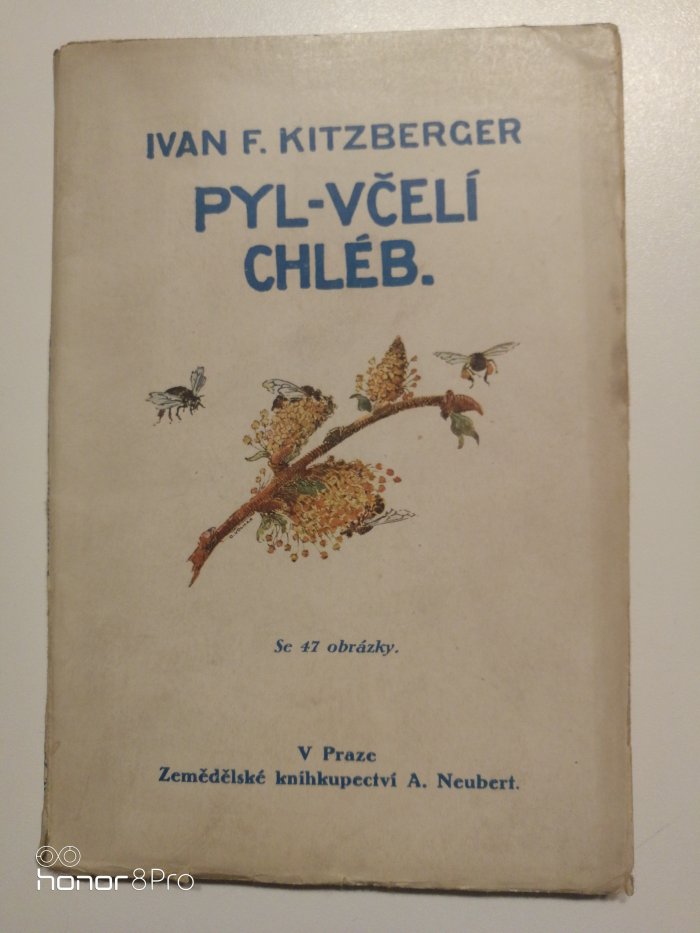 IVAN F. KITZBERGER
PYL-VČELÍ
CHLÉB.
Se 47 obrázky.
V Praze
Zemědělské knihkupectví A. Neubert.
honor 8Pro